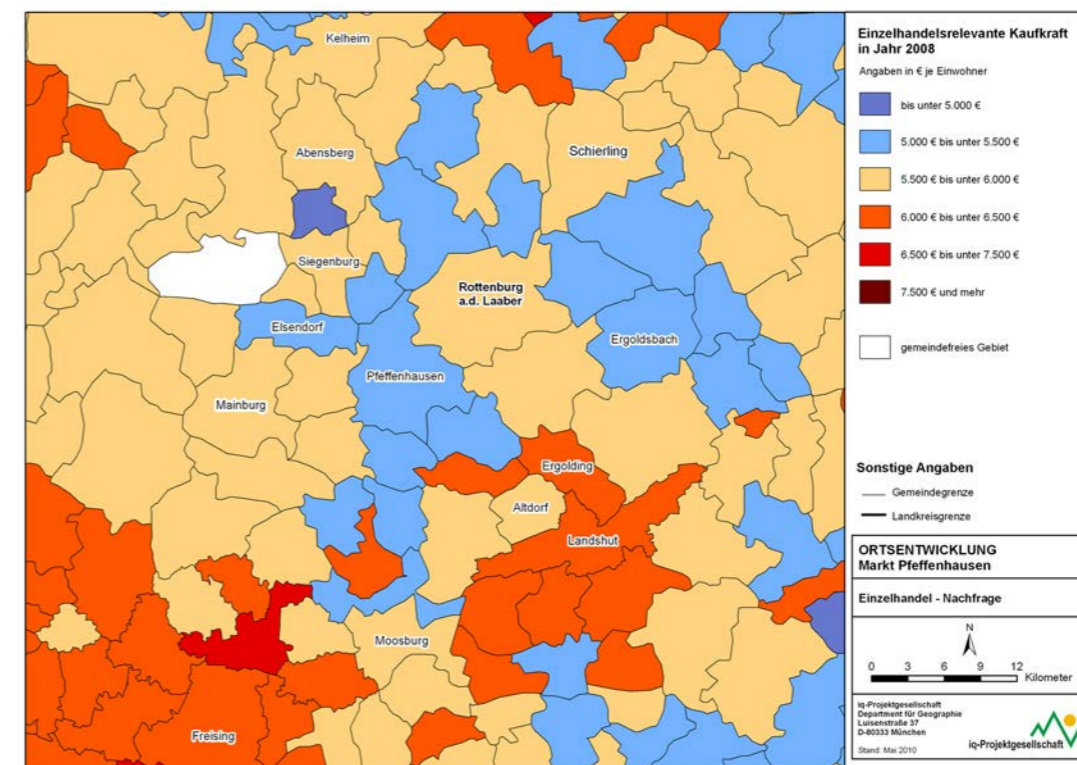 Kelheim
Abensberg
Schierling
Siegenburg
Rottenburg
a.d. Laaber
Elsendorf
Ergoldsbach
Pfeffenhausen
Mainburg
Ergolding
Altdorf
Landshut
Moosburg
Freising
Einzelhandelsrelevante Kaufkraft
in Jahr 2008
Angaben in € je Einwohner
bis unter 5.000 €
5.000 € bis unter 5.500 €
5.500 € bis unter 6.000 €
6.000 € bis unter 6.500 €
6.500 € bis unter 7.500 €
7.500 € und mehr
gemeindefreies Gebiet
Sonstige Angaben
Gemeindegrenze
Landkreisgrenze
ORTSENTWICKLUNG
Markt Pfeffenhausen
Einzelhandel - Nachfrage
N
0 3 6 9 12
Kilometer
iq-Projektgesellschaft
Department für Geographie
Luisenstraße 37
D-80333 München
Stand: Mai 2010
iq-Projektgesellschaft